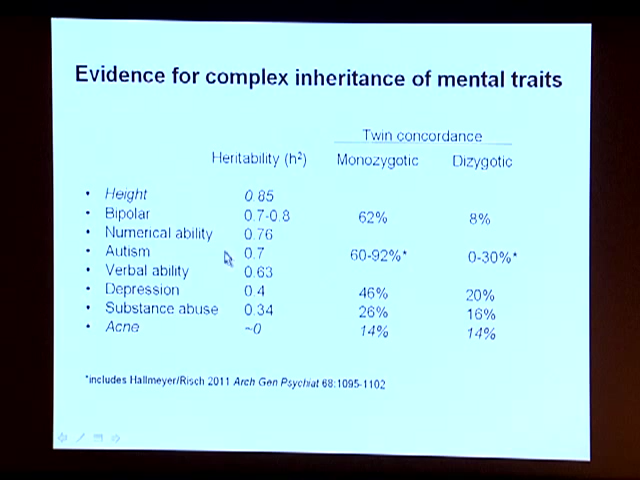 Evidence for complex inheritance of mental traits
Twin concordance
Heritability (h²) Monozygotic Dizygotic
• Height 0.85
• Bipolar 0.7-0.8 62% 8%
• Numerical ability 0.76
• Autism 0.7 60-92%* 0-30%*
• Verbal ability 0.63
• Depression 0.4 46% 20%
• Substance abuse 0.34 26% 16%
• Acne ~0 14% 14%
*includes Hallmeyer/Risch 2011 Arch Gen Psychiat 68:1095-1102